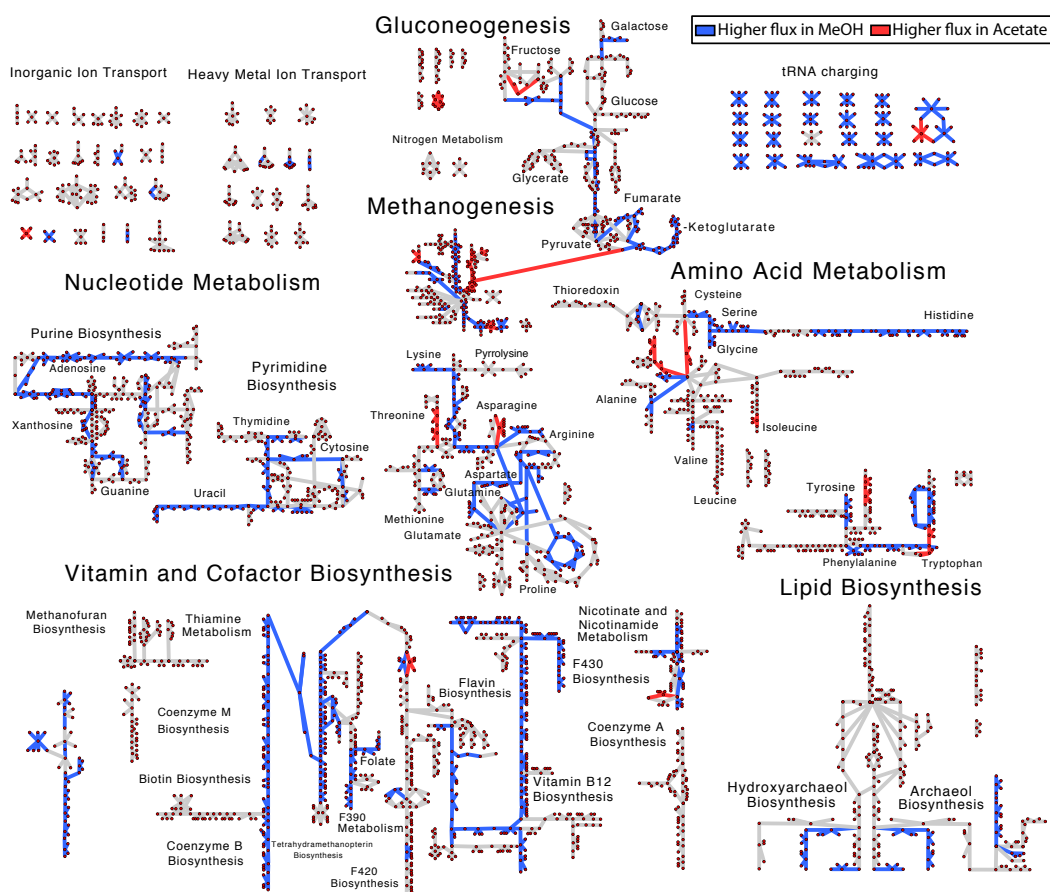 Gluconeogenesis
Galactose
Higher flux in MeOH
Higher flux in Acetate
Inorganic Ion Transport
Heavy Metal Ion Transport
Fructose
tRNA charging
Glucose
Nitrogen Metabolism
Glycerate
Methanogenesis
Fumarate
-Ketoglutarate
Pyruvate
Nucleotide Metabolism
Amino Acid Metabolism
Thioredoxin
Cysteine
Serine
Histidine
Glycine
Purine Biosynthesis
Adenosine
Pyrimidine
Biosynthesis
Lysine
Pyrrolysine
Alanine
Xanthosine
Thymidine
Cytosine
Threonine
Asparagine
Arginine
Isoleucine
Valine
Guanine
Uracil
Aspartate
Glutamine
Methionine
Glutamate
Leucine
Tyrosine
Proline
Phenylalanine
Tryptophan
Vitamin and Cofactor Biosynthesis
Lipid Biosynthesis
Methanofuran
Biosynthesis
Thiamine
Metabolism
Nicotinate and
Nicotinamide
Metabolism
F430
Biosynthesis
Flavin
Biosynthesis
Coenzyme M
Biosynthesis
Coenzyme A
Biosynthesis
Folate
Biotin Biosynthesis
Vitamin B12
Biosynthesis
Hydroxyarchaeol
Biosynthesis
Archaeol
Biosynthesis
F390
Metabolism
Coenzyme B
Biosynthesis
Tetrahydramethanopterin
Biosynthesis
F420
Biosynthesis